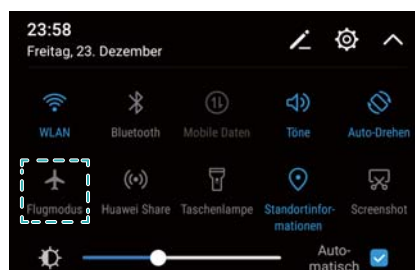 23:58
Freitag, 23. Dezember
WLAN Bluetooth Mobile Daten Töne Auto-Drehen
Flugmodus Huawei Share Taschenlampe Standortinfor- Screenshot
mationen
Auto-
matisch